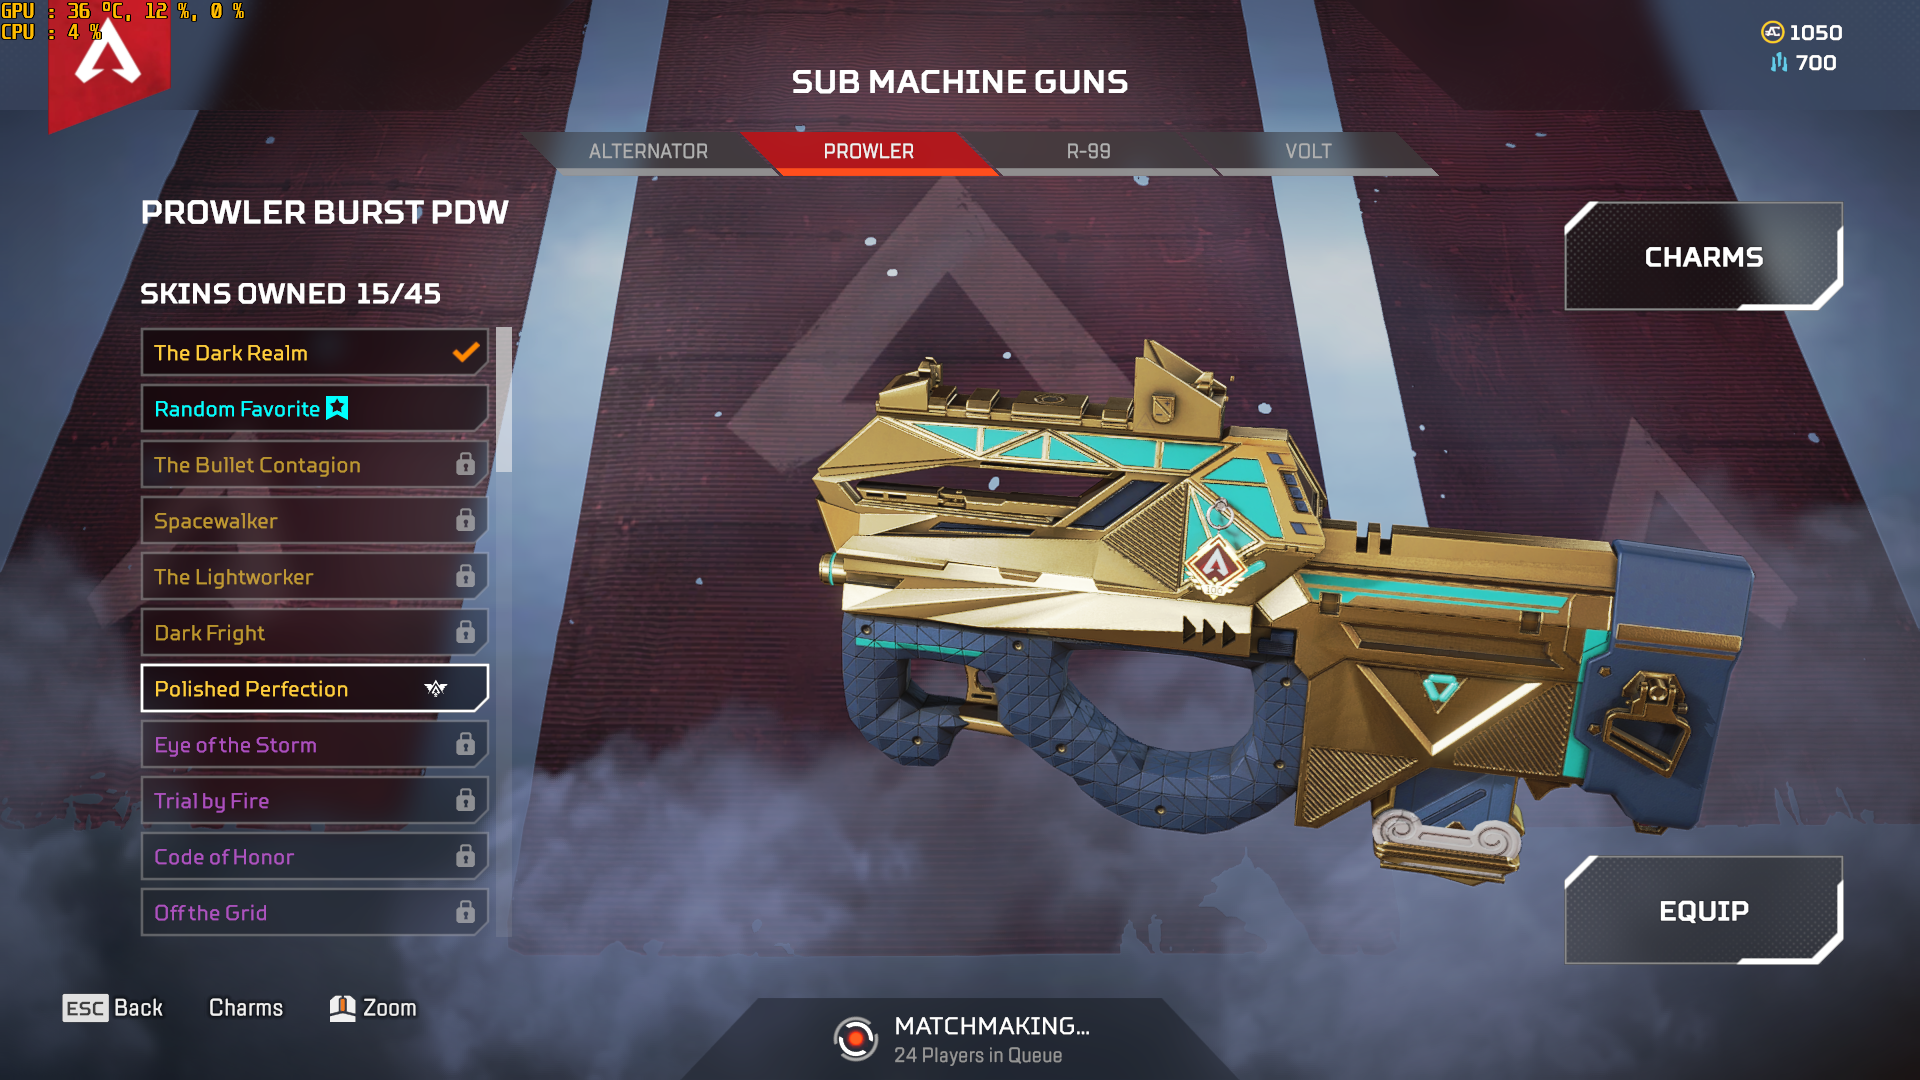 GPU : 36 ºC, 12 %, 0 %
CPU : 4 %
1050
700
SUB MACHINE GUNS
ALTERNATOR
PROWLER
R-99
VOLT
PROWLER BURST PDW
SKINS OWNED 15/45
The Dark Realm
Random Favorite
The Bullet Contagion
Spacewalker
The Lightworker
Dark Fright
Polished Perfection
Eye of the Storm
Trial by Fire
Code of Honor
Off the Grid
CHARMS
100
EQUIP
ESC Back
Charms
Zoom
MATCHMAKING...
24 Players in Queue